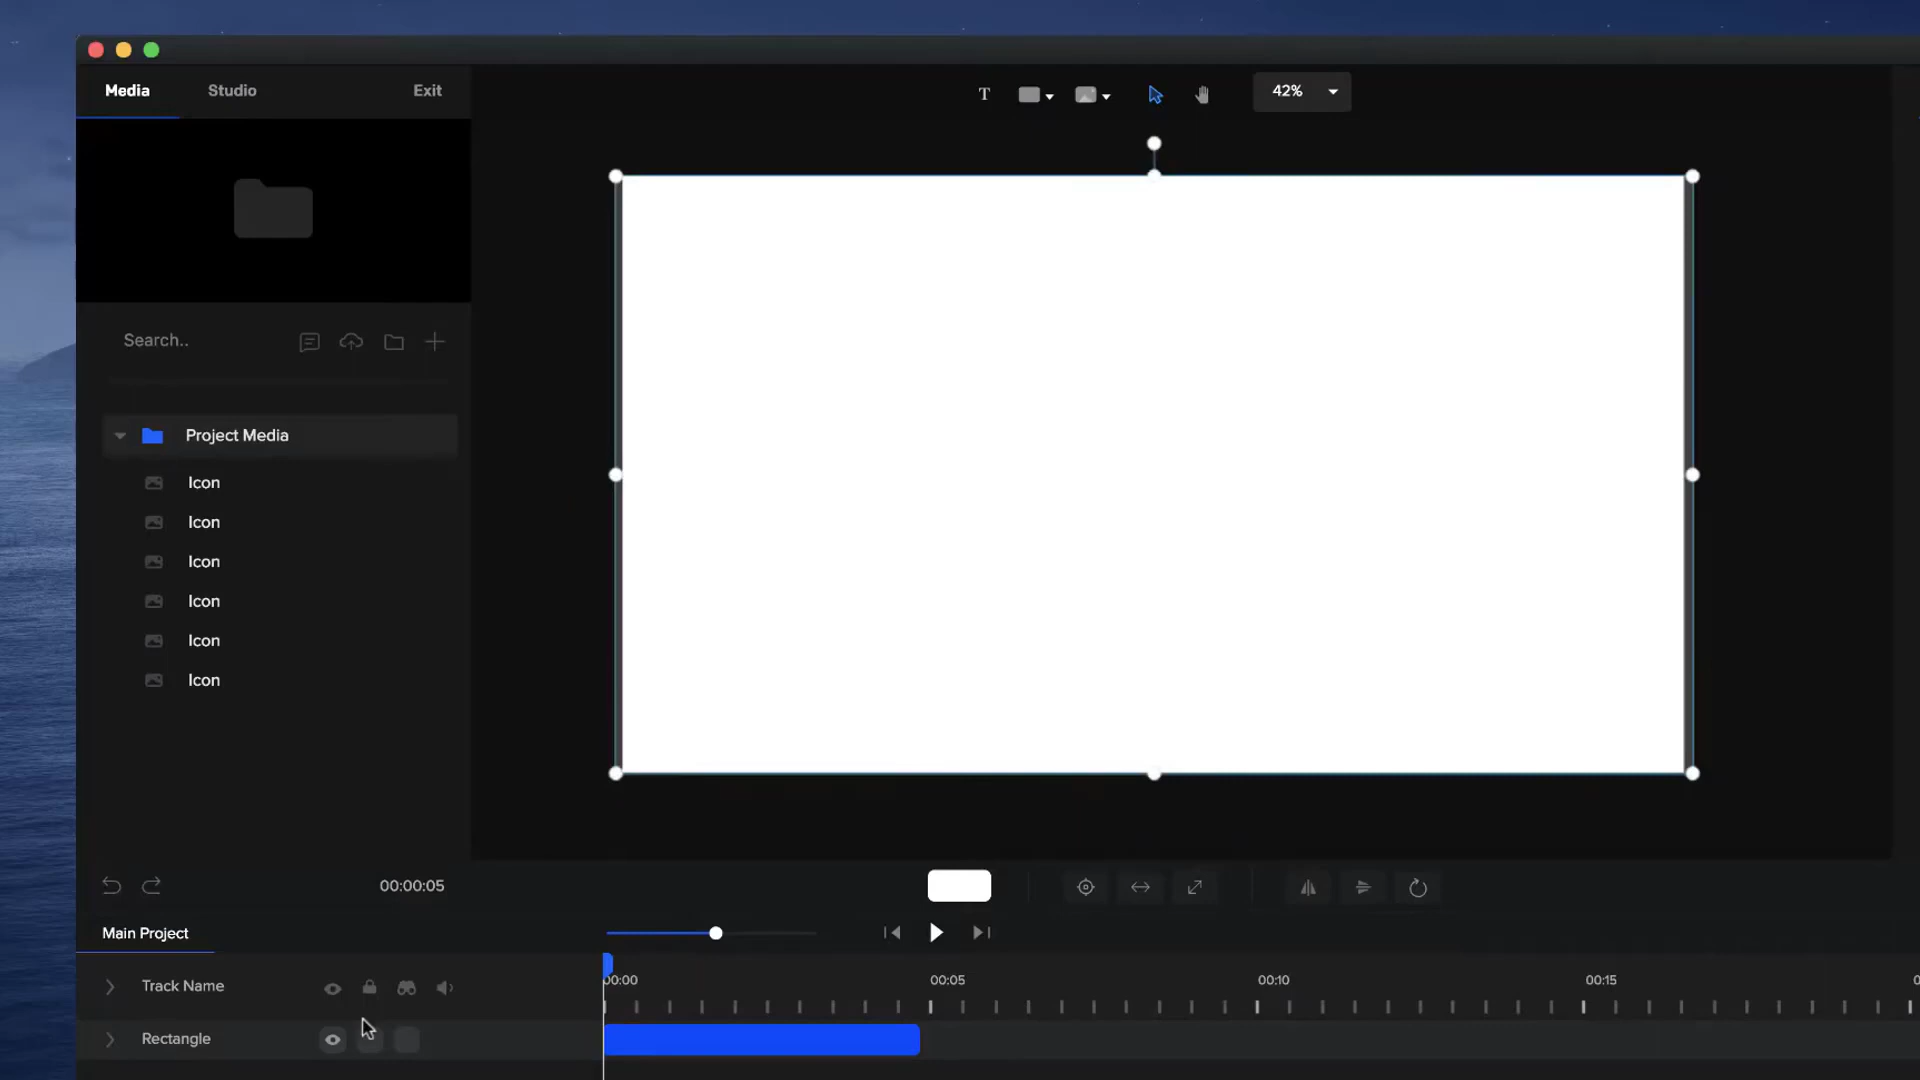 Media Studio Exit
T 42%
Search..
Project Media
Icon
Icon
Icon
Icon
Icon
Icon
00:00:05
Main Project
Track Name
00:00 00:05 00:10 00:15
Rectangle